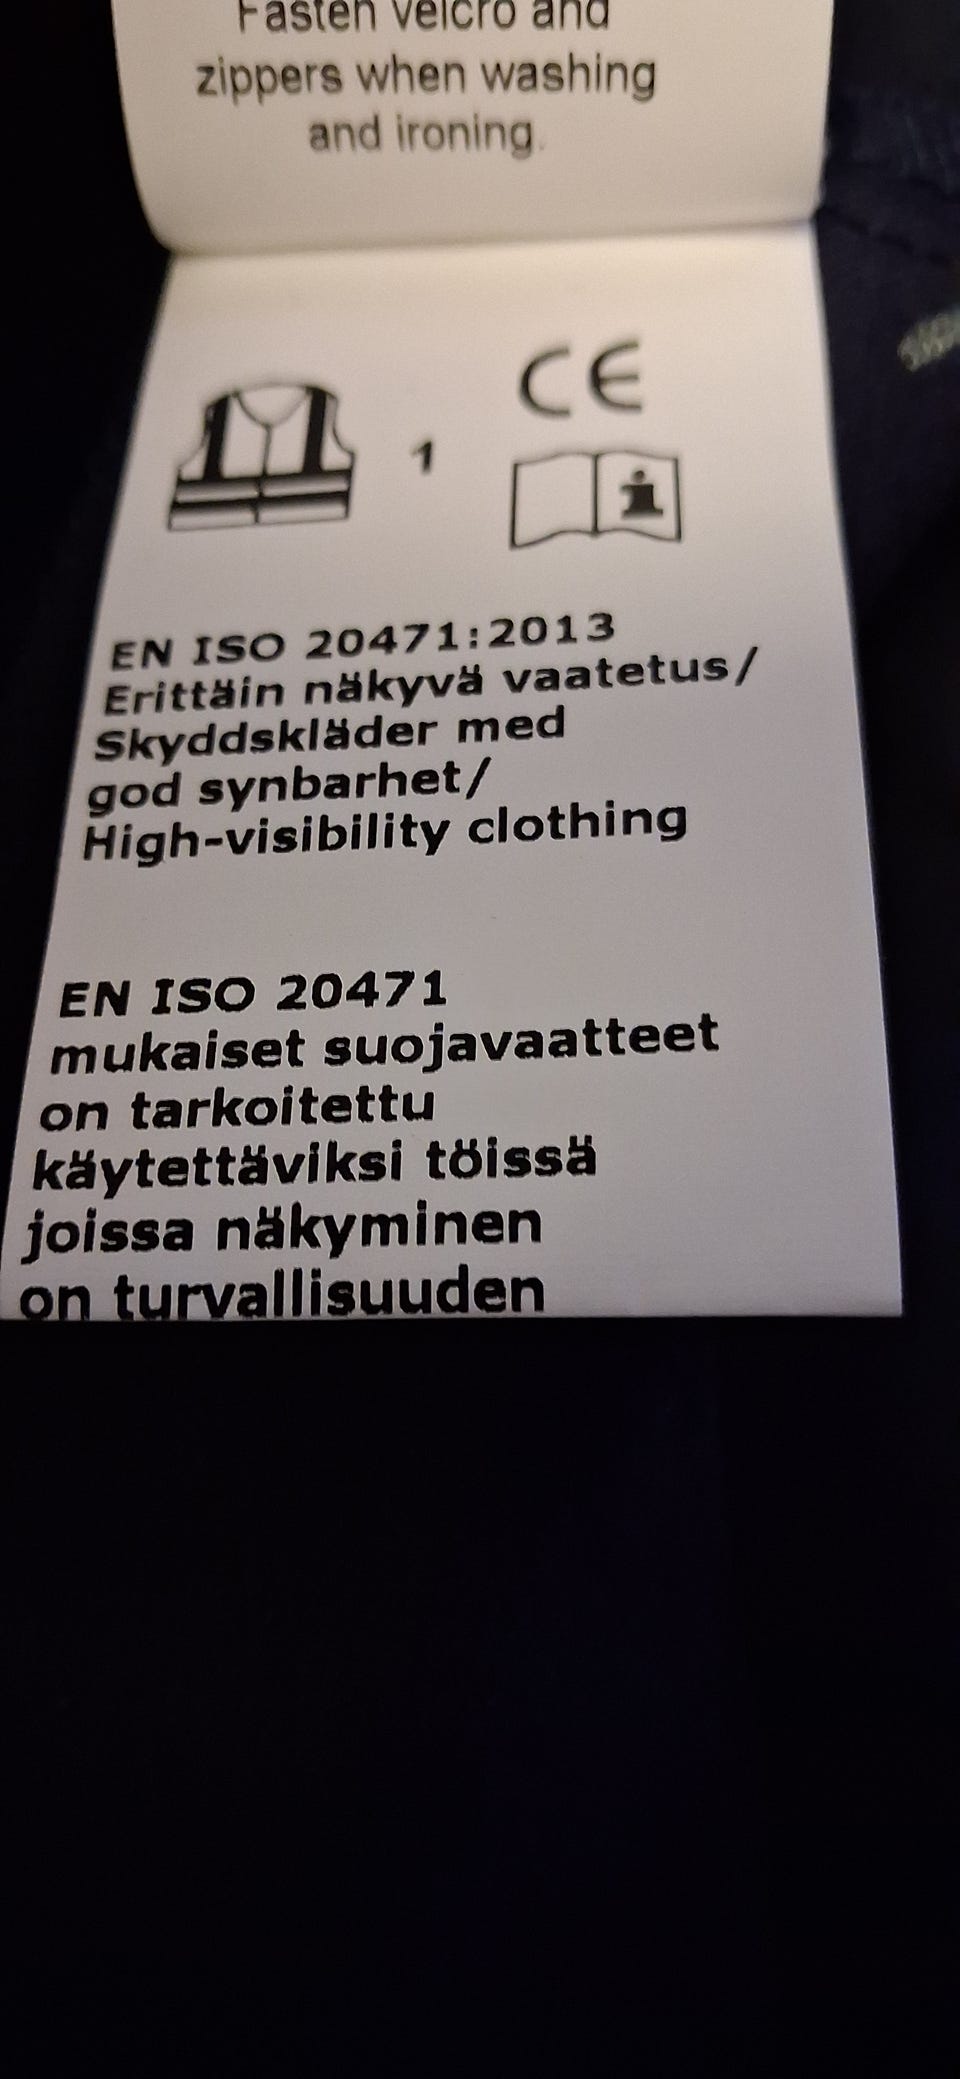 Fasten velcro and
zippers when washing
and ironing.
CE
1
i
EN ISO 20471:2013
Erittäin näkyvä vaatetus/
Skyddskläder med
god synbarhet/
High-visibility clothing
EN ISO 20471
mukaiset suojavaatteet
on tarkoitettu
käytettäviksi töissä
joissa näkyminen
on turvallisuuden